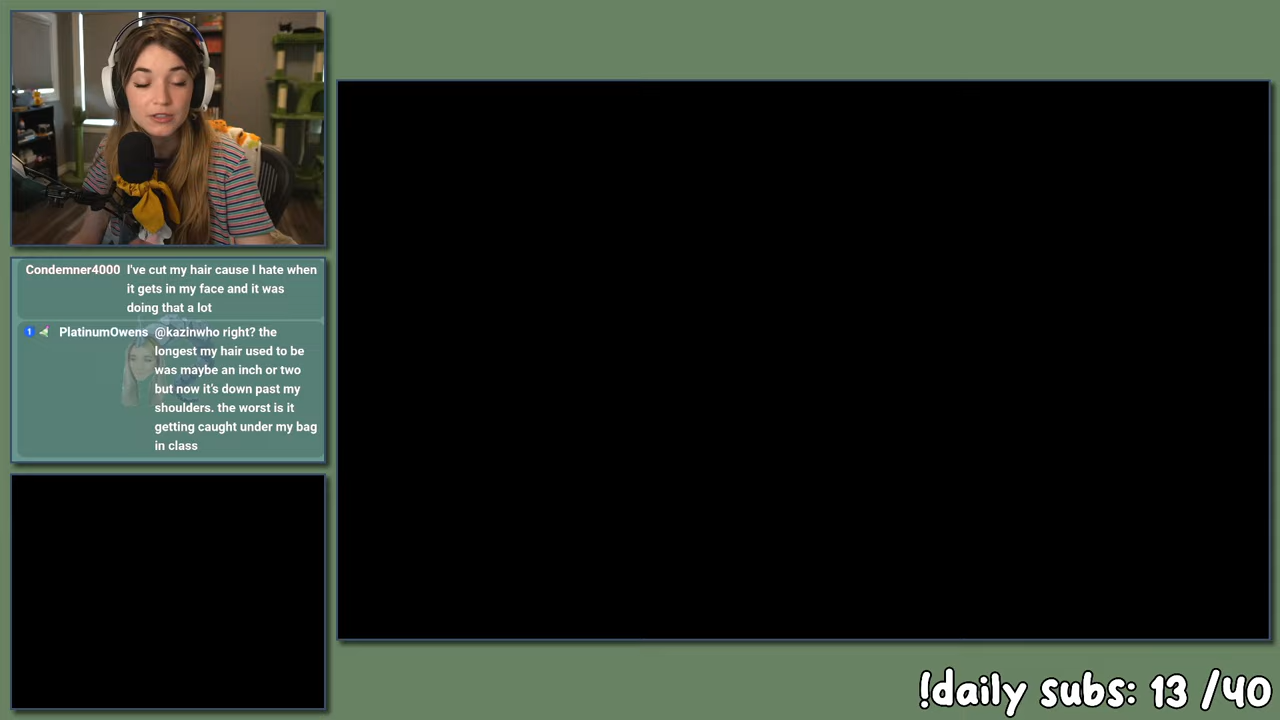 Condemner4000 I've cut my hair cause I hate when
it gets in my face and it was
doing that a lot
1 PlatinumOwens @kazinwho right? the
longest my hair used to be
was maybe an inch or two
but now it's down past my
shoulders. the worst is it
getting caught under my bag
in class
!daily subs: 13 /40